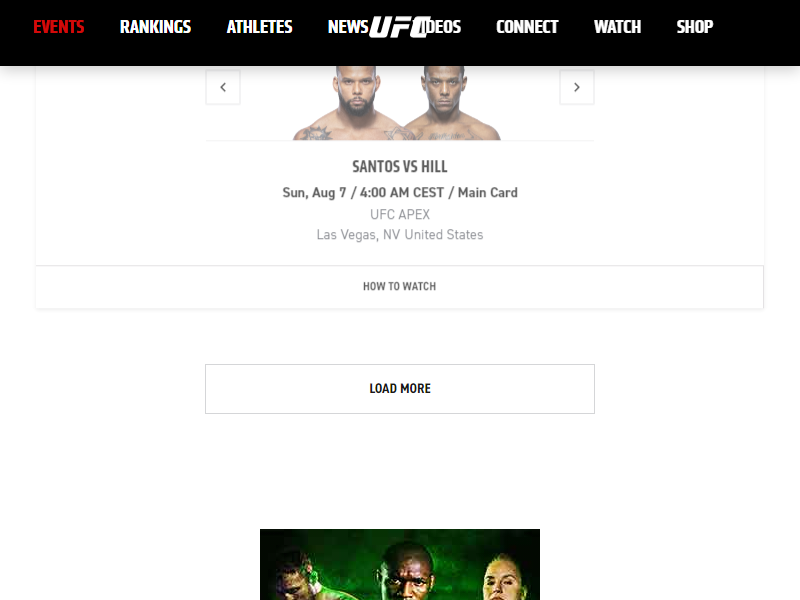 EVENTS RANKINGS ATHLETES NEWS UFC IDEOS CONNECT WATCH SHOP
SANTOS VS HILL
Sun, Aug 7 / 4:00 AM CEST / Main Card
UFC APEX
Las Vegas, NV United States
HOW TO WATCH
LOAD MORE